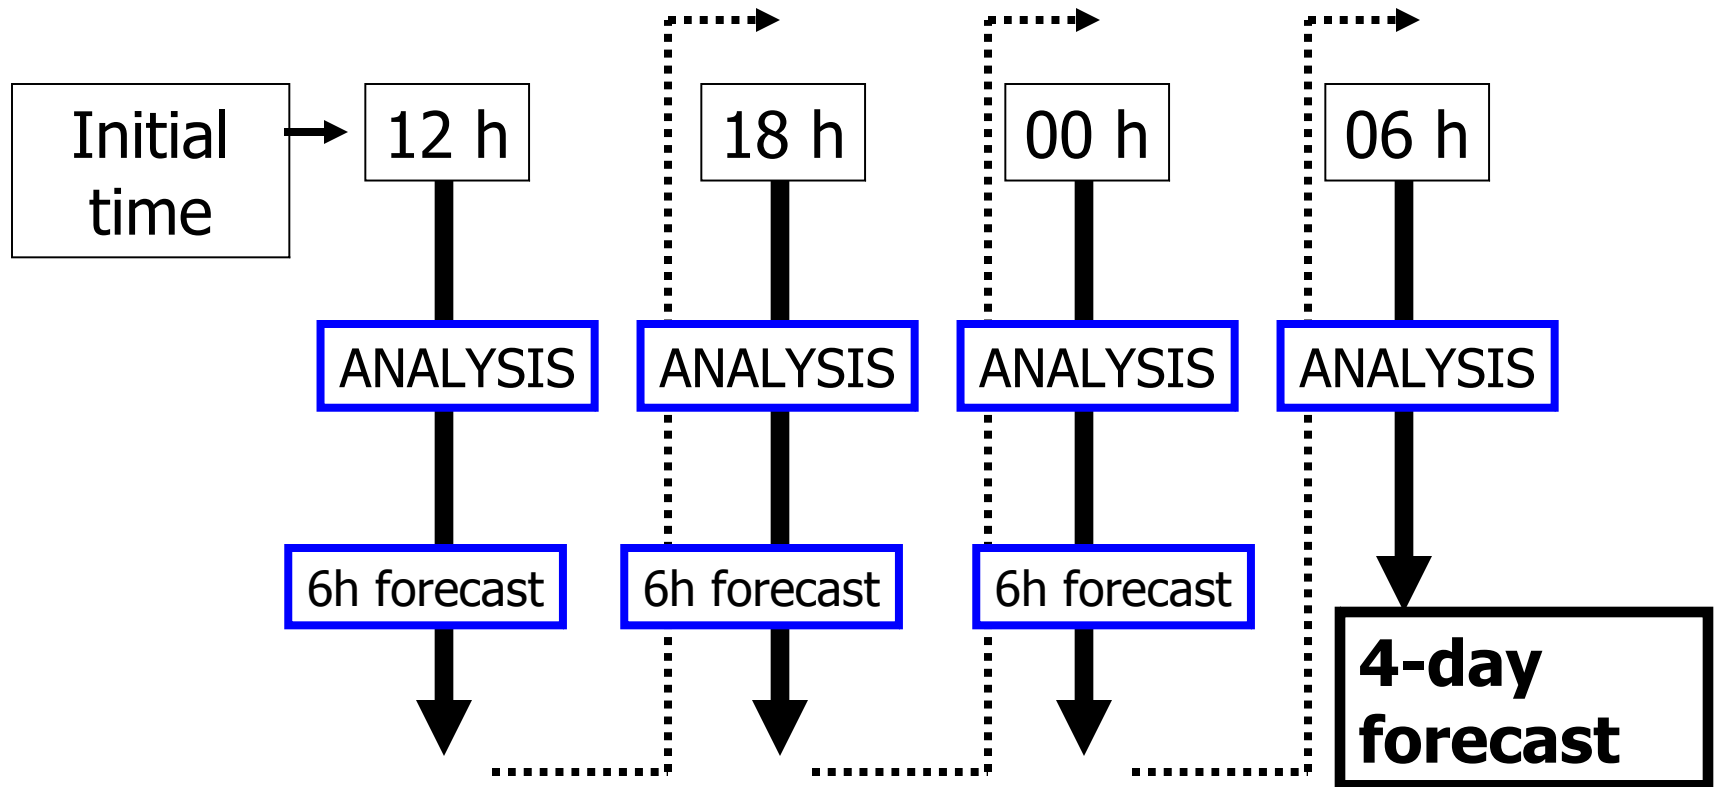 Initial
time
12 h
18 h
00 h
06 h
ANALYSIS
ANALYSIS
ANALYSIS
ANALYSIS
6h forecast
6h forecast
6h forecast
4-day
forecast